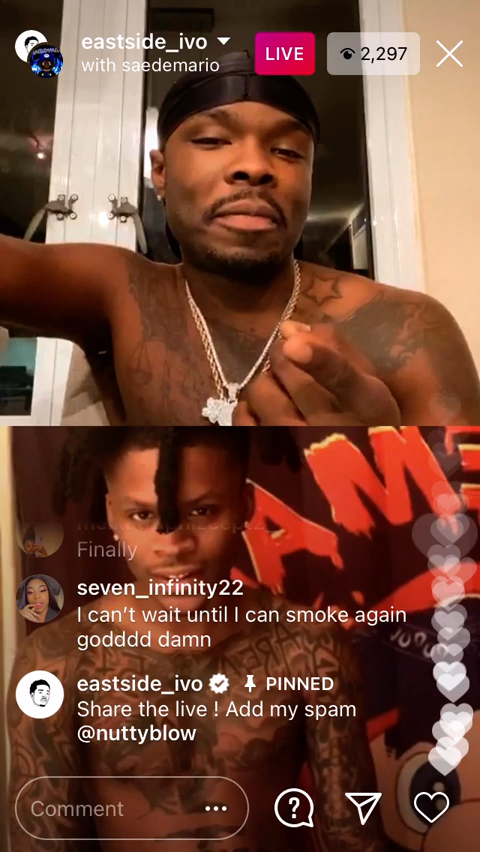 eastside_ivo
LIVE
2,297
with saedemario
AME
Finally
seven_infinity22
I can’t wait until I can smoke again
godddd damn
eastside_ivo PINNED
Share the live ! Add my spam
@nuttyblow
Comment